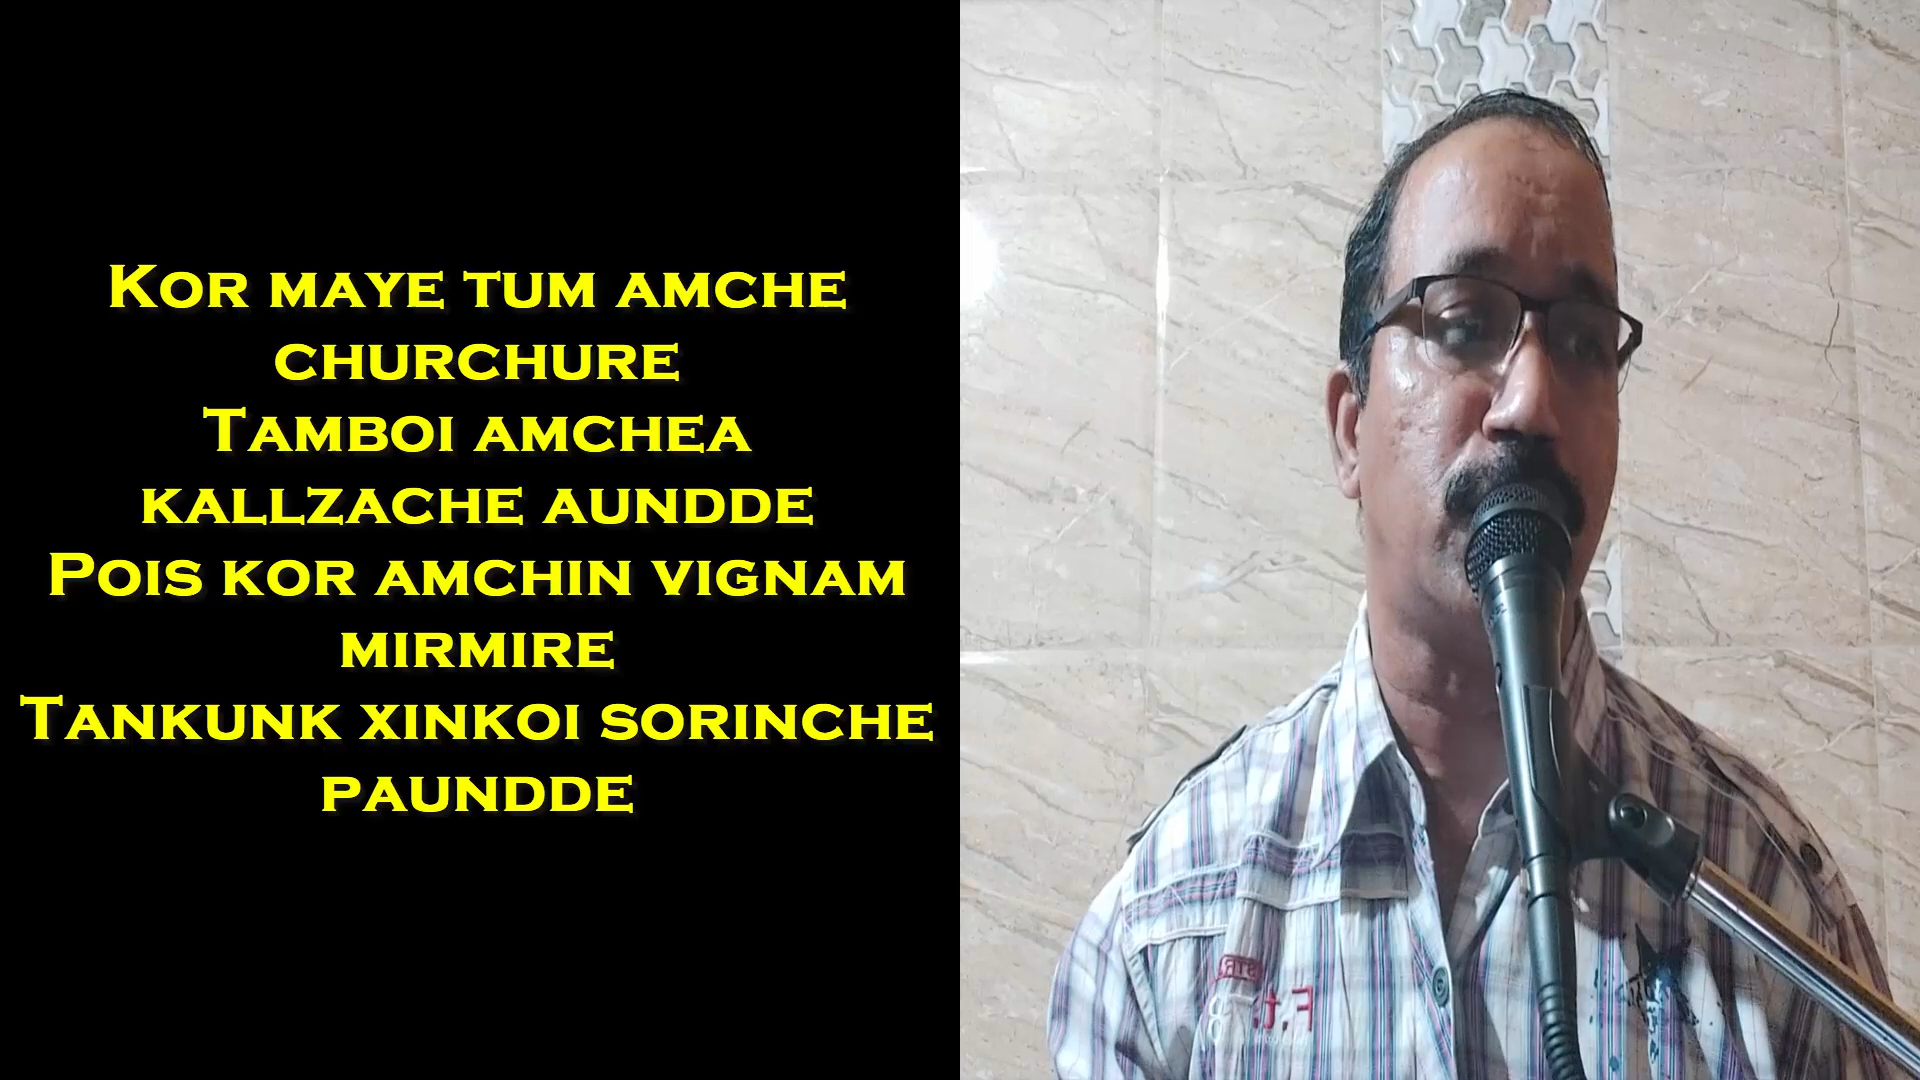 Kor maye tum amche
churchure
Tamboi amchea
kallzache aundde
Pois kor amchin vignam
mirmire
Tankunk xinkoi sorinche
paundde
F.t.